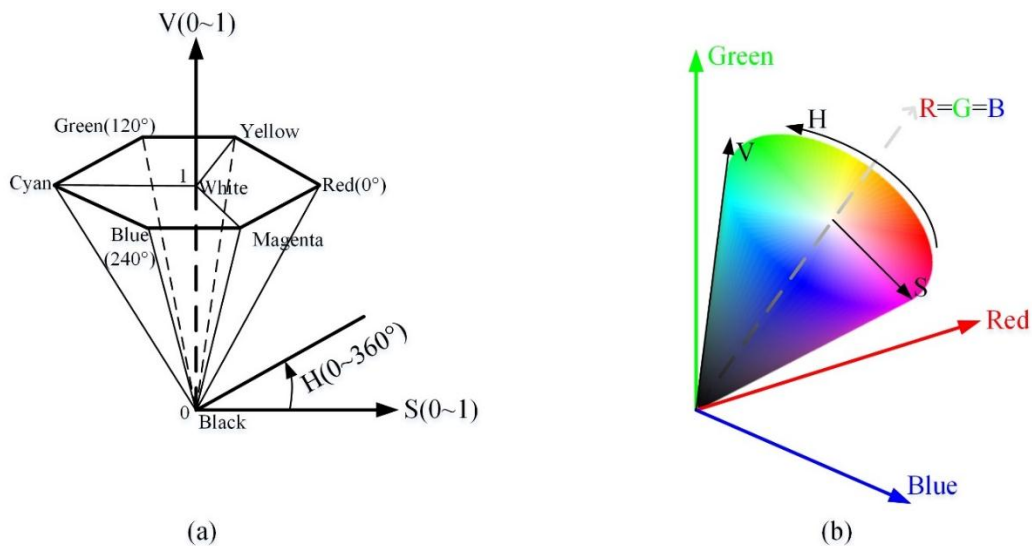 V(0~1)
Green(120°)
Yellow
Cyan
1
White
Red(0°)
Blue
(240°)
Magenta
H(0~360°)
0
Black
S(0~1)
(a)
Green
R=G=B
H
V
S
Red
Blue
(b)